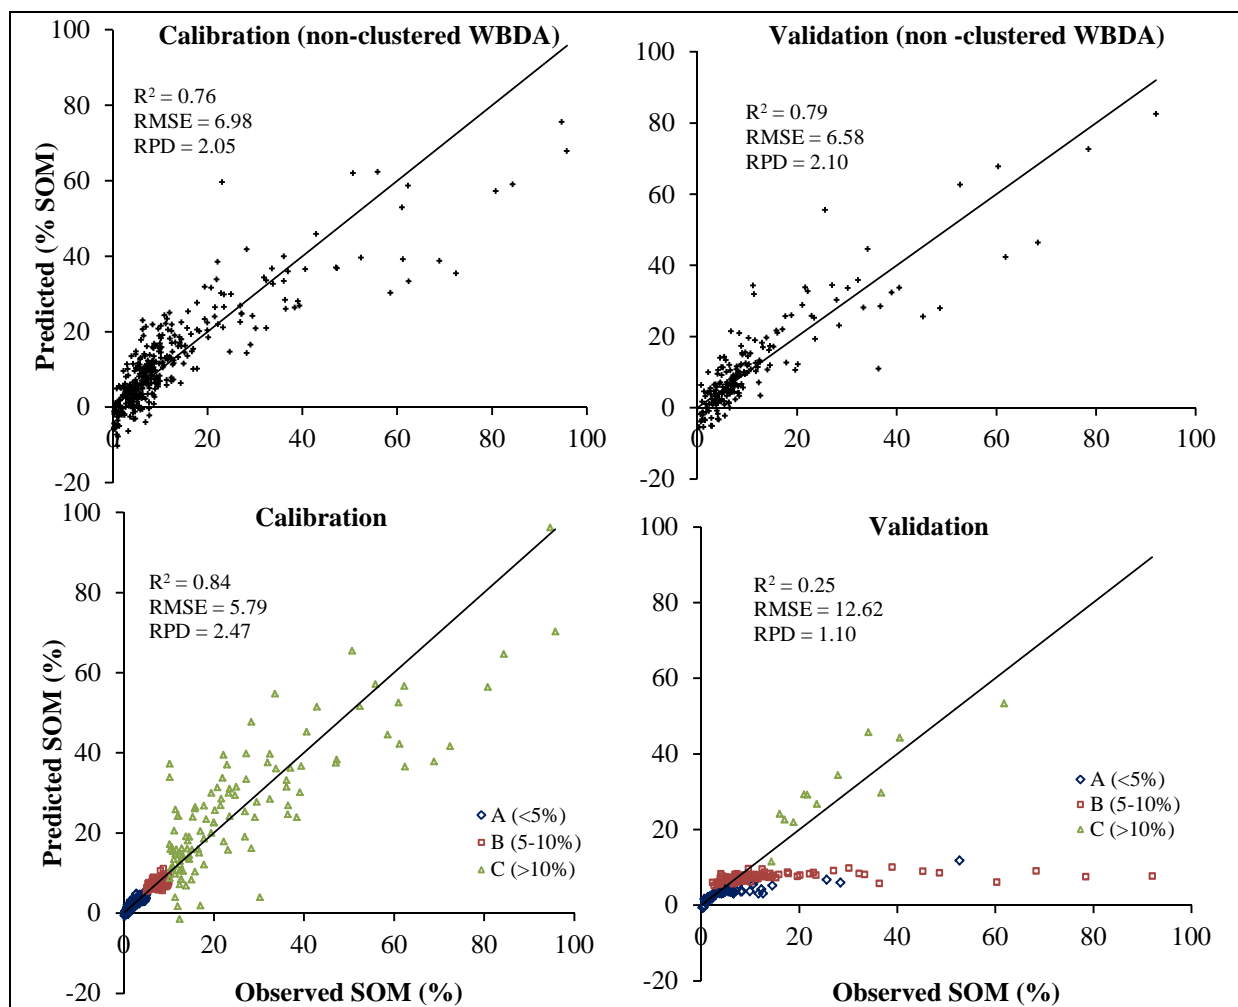 Calibration (non-clustered WBDA)
R² = 0.76
RMSE = 6.98
RPD = 2.05
Predicted (% SOM)
100
80
60
40
20
0
-20
0 20 40 60 80 100
Validation (non -clustered WBDA)
R² = 0.79
RMSE = 6.58
RPD = 2.10
100
80
60
40
20
0
-20
0 20 40 60 80 100
Calibration
R² = 0.84
RMSE = 5.79
RPD = 2.47
Predicted SOM (%)
100
80
60
40
20
0
-20
0 20 40 60 80 100
A (<5%)
B (5-10%)
C (>10%)
Observed SOM (%)
Validation
R² = 0.25
RMSE = 12.62
RPD = 1.10
100
80
60
40
20
0
-20
0 20 40 60 80 100
A (<5%)
B (5-10%)
C (>10%)
Observed SOM (%)